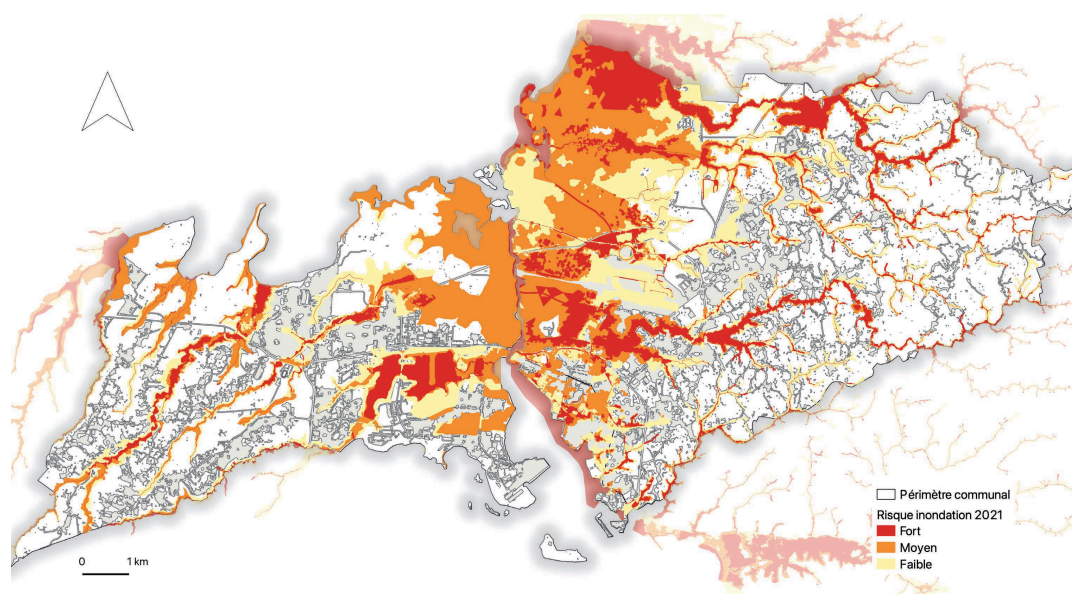 Périmètre communal
Risque inondation 2021
Fort
Moyen
Faible
0 1 km